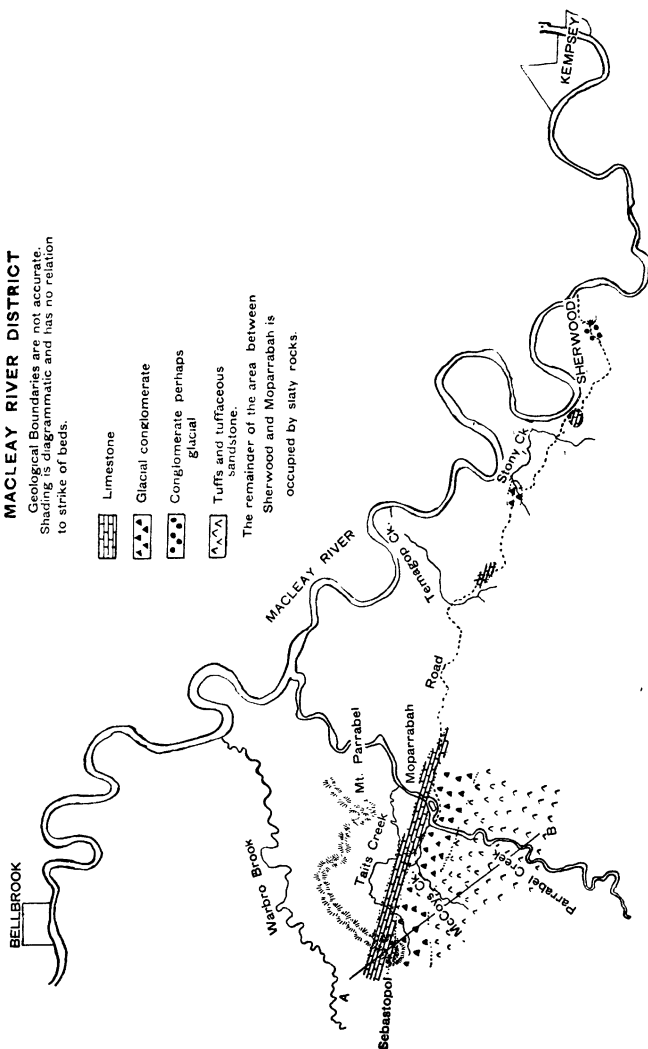 MACLEAY RIVER DISTRICT
Geological Boundaries are not accurate.
Shading is diagrammatic and has no relation
to strike of beds.
Limestone
Glacial conglomerate
Conglomerate perhaps
glacial
Tuffs and tuffaceous
sandstone.
The remainder of the area between
Sherwood and Moparrabah is
occupied by slaty rocks.
BELLBROOK
Warbro Brook
MACLEAY RIVER
KEMPSEY
SHERWOOD
Stony Ck
Temagog Ck.
Road
Mt. Parrabel
Moparrabah
Taits Creek
McCoys Ck
Parrabel Creek
Sebastopol
A
B